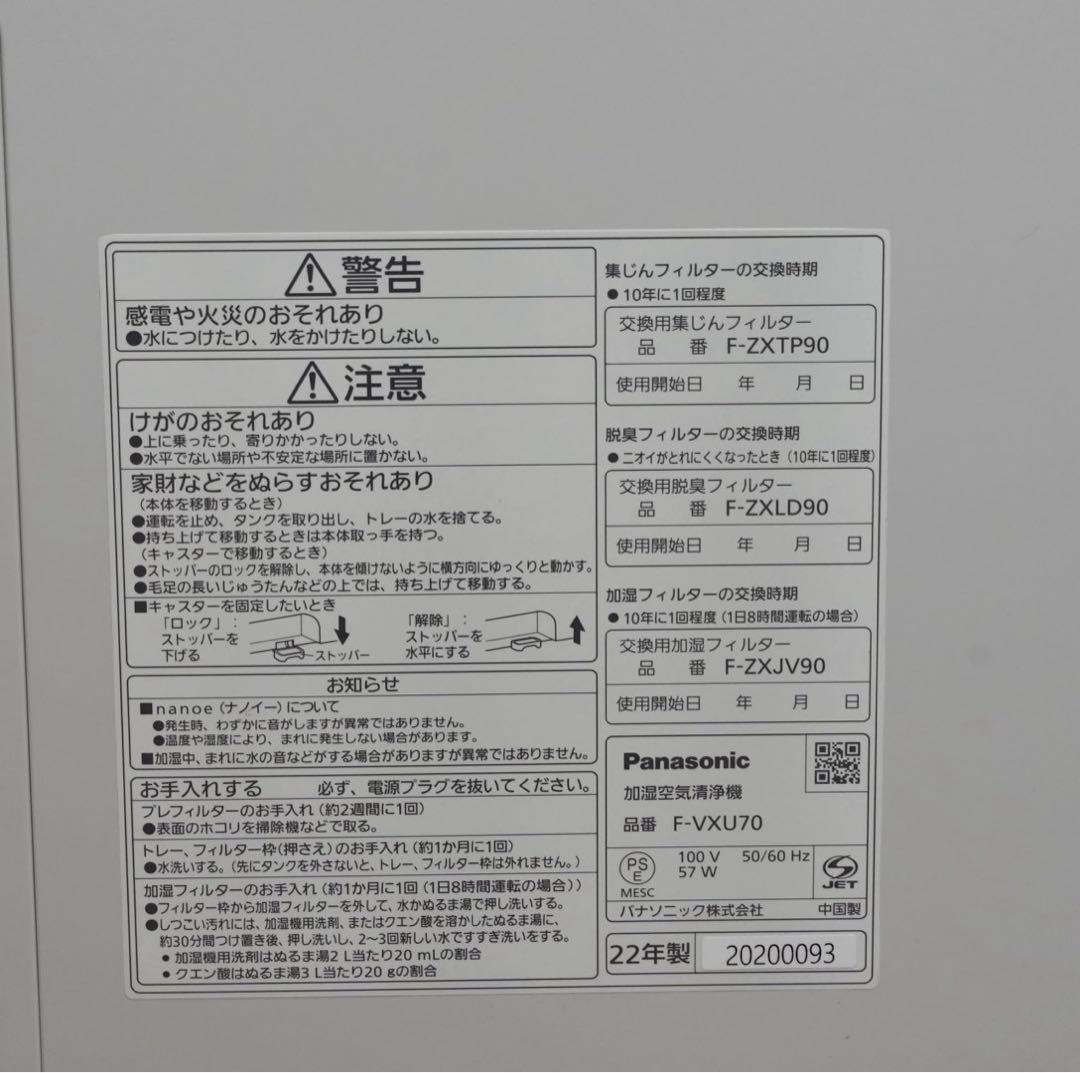 警告
感電や火災のおそれあり
●水につけたり、水をかけたりしない。
注意
けがのおそれあり
●上に乗ったり、寄りかかったりしない。
●水平でない場所や不安定な場所に置かない。
家財などをぬらすおそれあり
(本体を移動するとき)
●運転を止め、タンクを取り出し、トレーの水を捨てる。
●持ち上げて移動するときは本体取っ手を持つ。
(キャスターで移動するとき)
●ストッパーのロックを解除し、本体を傾けないように横方向にゆっくりと動かす。
●毛足の長いじゅうたんなどの上では、持ち上げて移動する。
■キャスターを固定したいとき
「ロック」:
ストッパーを
下げる
ストッパー
「解除」:
ストッパーを
水平にする
お知らせ
■nanoe(ナノイー)について
●発生時、わずかに音がしますが異常ではありません。
●温度や湿度により、まれに発生しない場合があります。
■加湿中、まれに水の音などがする場合がありますが異常ではありません。
お手入れする 必ず、電源プラグを抜いてください。
プレフィルターのお手入れ(約2週間に1回)
●表面のホコリを掃除機などで取る。
トレー、フィルター枠(押さえ)のお手入れ(約1か月に1回)
●水洗いする。(先にタンクを外さないと、トレー、フィルター枠は外れません。)
加湿フィルターのお手入れ(約1か月に1回(1日8時間運転の場合))
●フィルター枠から加湿フィルターを外して、水かぬるま湯で押し洗いする。
●しつこい汚れには、加湿機用洗剤、またはクエン酸を溶かしたぬるま湯に、
約30分間つけ置き後、押し洗いし、2〜3回新しい水ですすぎ洗いをする。
• 加湿機用洗剤はぬるま湯2 L当たり20 mLの割合
• クエン酸はぬるま湯3 L当たり20 gの割合
集じんフィルターの交換時期
●10年に1回程度
交換用集じんフィルター
品 番 F-ZXTP90
使用開始日 年 月 日
脱臭フィルターの交換時期
●ニオイがとれにくくなったとき(10年に1回程度)
交換用脱臭フィルター
品 番 F-ZXLD90
使用開始日 年 月 日
加湿フィルターの交換時期
●10年に1回程度(1日8時間運転の場合)
交換用加湿フィルター
品 番 F-ZXJV90
使用開始日 年 月 日
Panasonic
加湿空気清浄機
品番 F-VXU70
PS
E
MESC
100 V 50/60 Hz
57 W
JET
パナソニック株式会社 中国製
22年製 20200093